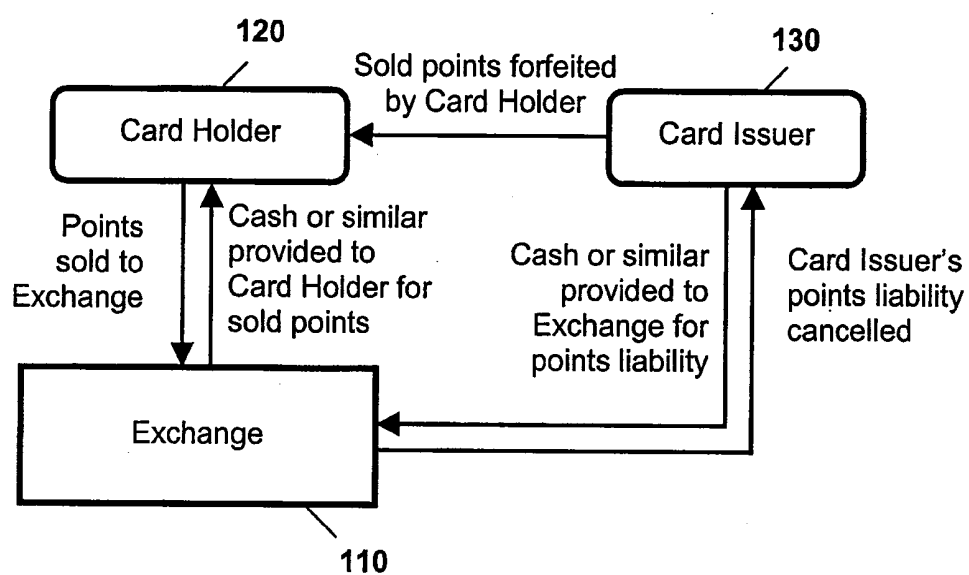 120
130
Sold points forfeited
by Card Holder
Card Holder
Card Issuer
Points
sold to
Exchange
Cash or similar
provided to
Card Holder for
sold points
Cash or similar
provided to
Exchange for
points liability
Card Issuer's
points liability
cancelled
Exchange
110